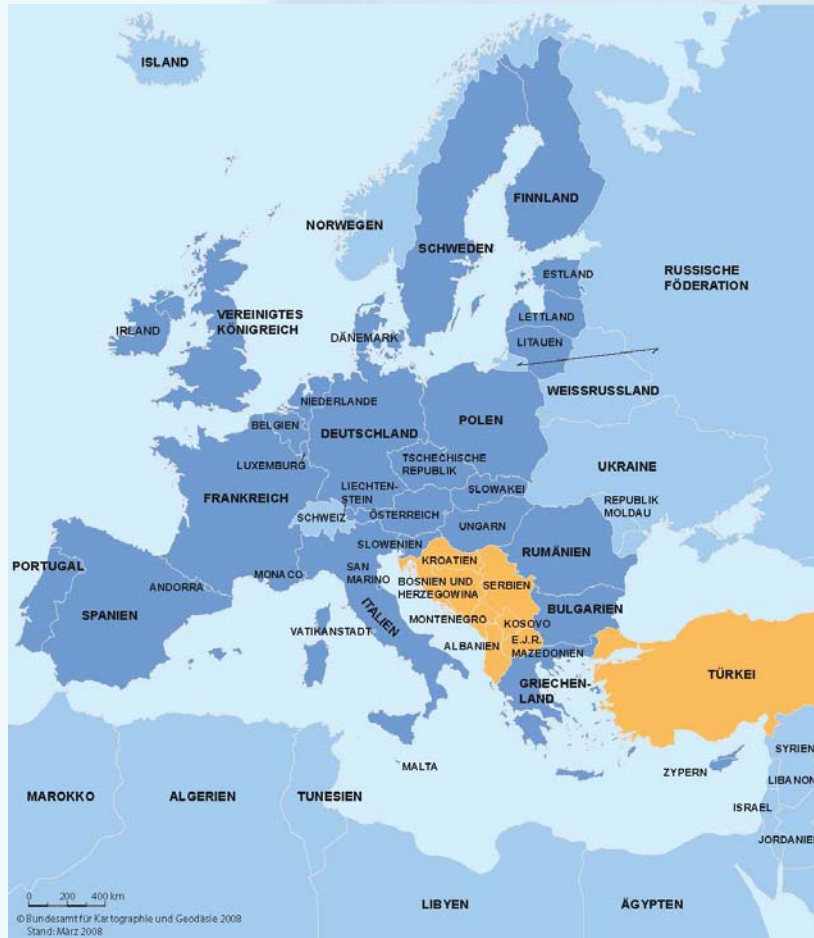 ISLAND
FINNLAND
NORWEGEN
SCHWEDEN
RUSSISCHE
FÖDERATION
ESTLAND
LETTLAND
LITAUEN
VEREINIGTES
KÖNIGREICH
IRLAND
DÄNEMARK
WEISSRUSSLAND
NIEDERLANDE
BELGIEN
DEUTSCHLAND
POLEN
LUXEMBURG
TSCHECHISCHE
REPUBLIK
UKRAINE
FRANKREICH
LIECHTEN-
STEIN
SLOWAKEI
REPUBLIK
MOLDAU
SCHWEIZ
ÖSTERREICH
UNGARN
SLOWENIEN
RUMÄNIEN
KROATIEN
PORTUGAL
ANDORRA
MONACO
SAN
MARINO
BOSNIEN UND
HERZEGOWINA
SERBIEN
SPANIEN
ITALIEN
BULGARIEN
MONTENEGRO
KOSOVO
VATIKANSTADT
ALBANIEN
E.J.R.
MAZEDONIEN
GRIECHEN-
LAND
TÜRKEI
MALTA
ZYPERN
SYRIEN
LIBANON
MAROKKO
ALGERIEN
TUNESIEN
ISRAEL
JORDANIEN
LIBYEN
ÄGYPTEN
0 200 400 km
© Bundesamt für Kartographie und Geodäsie 2008
Stand: März 2008